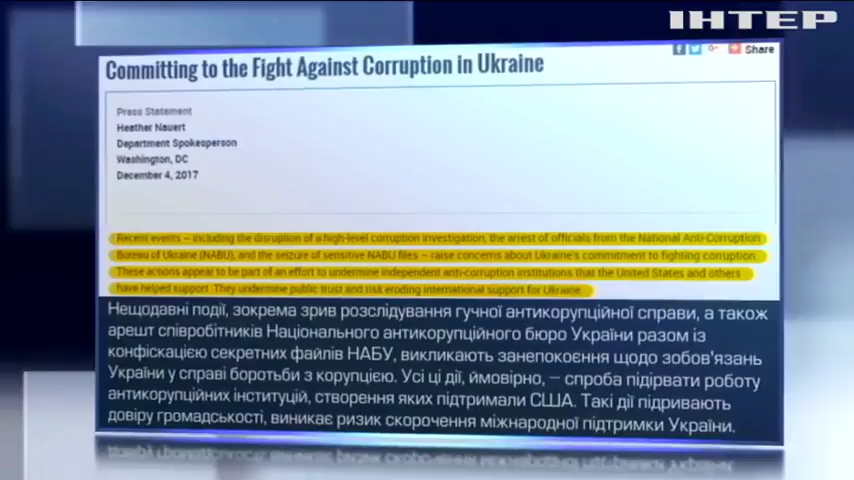 ІНТЕР
Share
Committing to the Fight Against Corruption in Ukraine
Press Statement
Heather Nauert
Department Spokesperson
Washington, DC
December 4, 2017
Recent events – including the disruption of a high-level corruption investigation, the arrest of officials from the National Anti-Corruption
Bureau of Ukraine (NABU), and the seizure of sensitive NABU files – raise concerns about Ukraine's commitment to fighting corruption.
These actions appear to be part of an effort to undermine independent anti-corruption institutions that the United States and others
have helped support. They undermine public trust and risk eroding international support for Ukraine.
Нещодавні події, зокрема зрив розслідування гучної антикорупційної справи, а також
арешт співробітників Національного антикорупційного бюро України разом із
конфіскацією секретних файлів НАБУ, викликають занепокоєння щодо зобов'язань
України у справі боротьби з корупцією. Усі ці дії, ймовірно, – спроба підірвати роботу
антикорупційних інституцій, створення яких підтримали США. Такі дії підривають
довіру громадськості, виникає ризик скорочення міжнародної підтримки України.